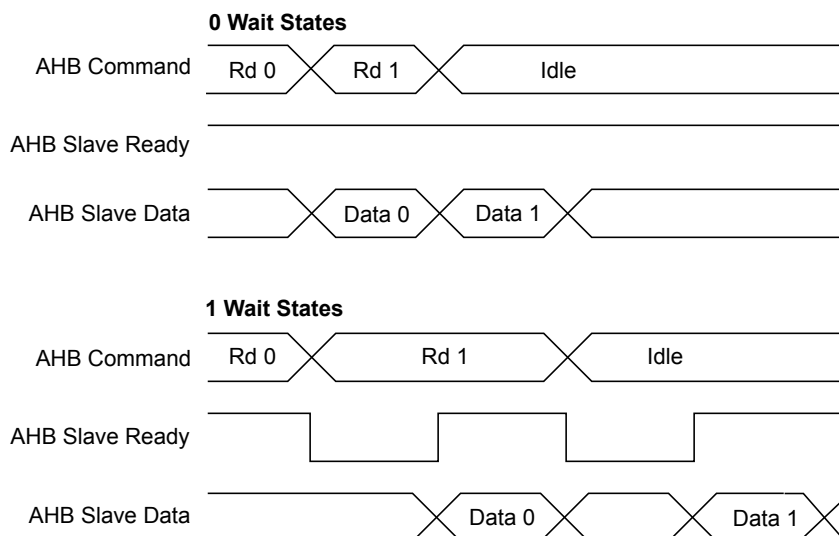 0 Wait States
AHB Command Rd 0 Rd 1 Idle
AHB Slave Ready
AHB Slave Data Data 0 Data 1
1 Wait States
AHB Command Rd 0 Rd 1 Idle
AHB Slave Ready
AHB Slave Data Data 0 Data 1